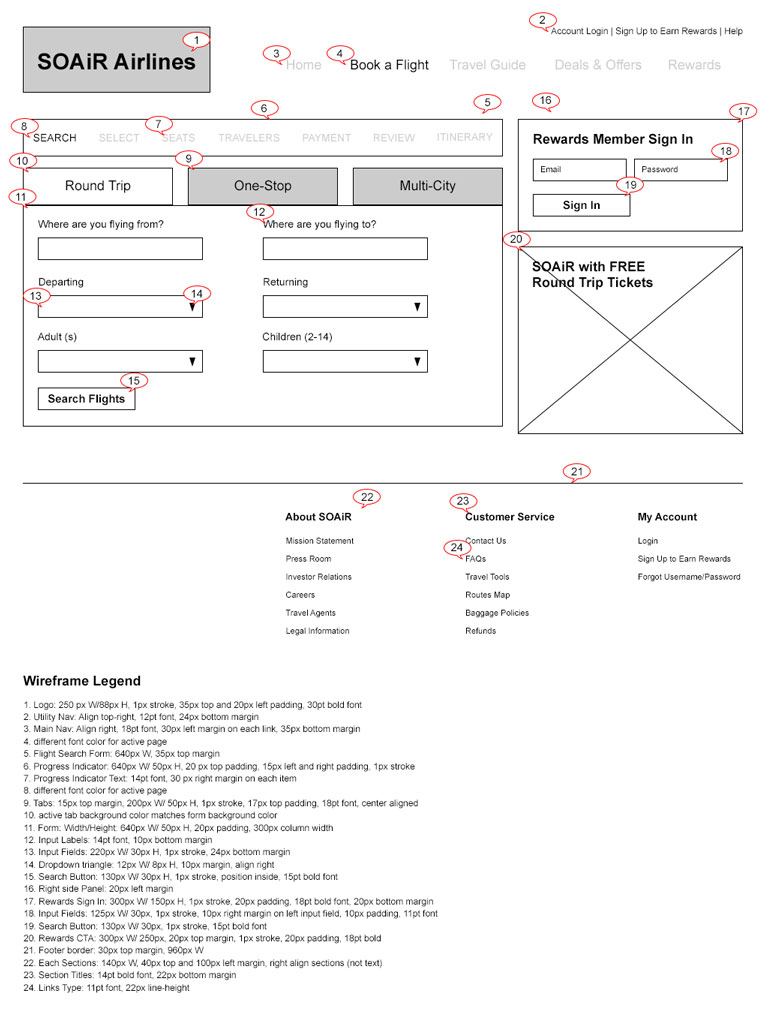 1
2
Account Login | Sign Up to Earn Rewards | Help
SOAiR Airlines
3
4
Home
Book a Flight
Travel Guide
Deals & Offers
Rewards
5
6
7
8
SEARCH
SELECT
SEATS
TRAVELERS
PAYMENT
REVIEW
ITINERARY
9
10
Round Trip
One-Stop
Multi-City
11
12
Where are you flying from?
Where are you flying to?
Departing
Returning
13
14
Adult (s)
Children (2-14)
15
Search Flights
16
17
Rewards Member Sign In
18
Email
Password
19
Sign In
20
SOAiR with FREE
Round Trip Tickets
21
22
23
24
About SOAiR
Mission Statement
Press Room
Investor Relations
Careers
Travel Agents
Legal Information
Customer Service
Contact Us
FAQs
Travel Tools
Routes Map
Baggage Policies
Refunds
My Account
Login
Sign Up to Earn Rewards
Forgot Username/Password
Wireframe Legend
1. Logo: 250 px W/88px H, 1px stroke, 35px top and 20px left padding, 30pt bold font
2. Utility Nav: Align top-right, 12pt font, 24px bottom margin
3. Main Nav: Align right, 18pt font, 30px left margin on each link, 35px bottom margin
4. different font color for active page
5. Flight Search Form: 640px W, 35px top margin
6. Progress Indicator: 640px W/ 50px H, 20 px top padding, 15px left and right padding, 1px stroke
7. Progress Indicator Text: 14pt font, 30 px right margin on each item
8. different font color for active page
9. Tabs: 15px top margin, 200px W/ 50px H, 1px stroke, 17px top padding, 18pt font, center aligned
10. active tab background color matches form background color
11. Form: Width/Height: 640px W/ 50px H, 20px padding, 300px column width
12. Input Labels: 14pt font, 10px bottom margin
13. Input Fields: 220px W/ 30px H, 1px stroke, 24px bottom margin
14. Dropdown triangle: 12px W/ 8px H, 10px margin, align right
15. Search Button: 130px W/ 30px H, 1px stroke, position inside, 15pt bold font
16. Right side Panel: 20px left margin
17. Rewards Sign In: 300px W/ 150px H, 1px stroke, 20px padding, 18pt bold font, 20px bottom margin
18. Input Fields: 125px W/ 30px, 1px stroke, 10px right margin on left input field, 10px padding, 11pt font
19. Search Button: 130px W/ 30px, 1px stroke, 15pt bold font
20. Rewards CTA: 300px W/ 250px, 20px top margin, 1px stroke, 20px padding, 18pt bold
21. Footer border: 30px top margin, 960px W
22. Each Sections: 140px W, 40px top and 100px left margin, right align sections (not text)
23. Section Titles: 14pt bold font, 22px bottom margin
24. Links Type: 11pt font, 22px line-height